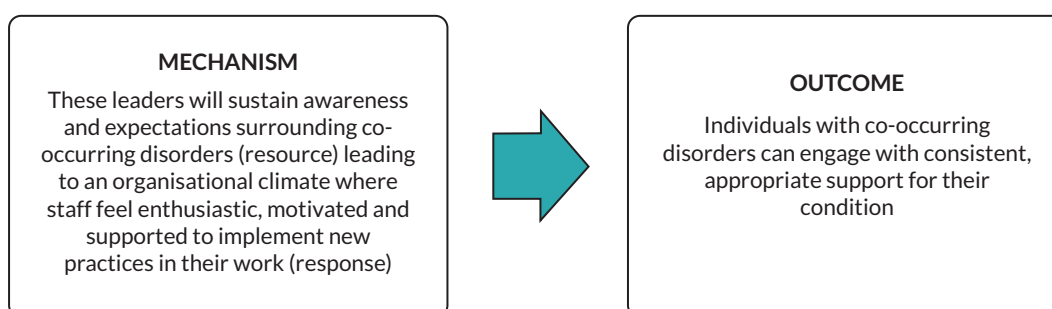 MECHANISM
These leaders will sustain awareness
and expectations surrounding co-
occurring disorders (resource) leading
to an organisational climate where
staff feel enthusiastic, motivated and
supported to implement new
practices in their work (response)
OUTCOME
Individuals with co-occurring
disorders can engage with consistent,
appropriate support for their
condition